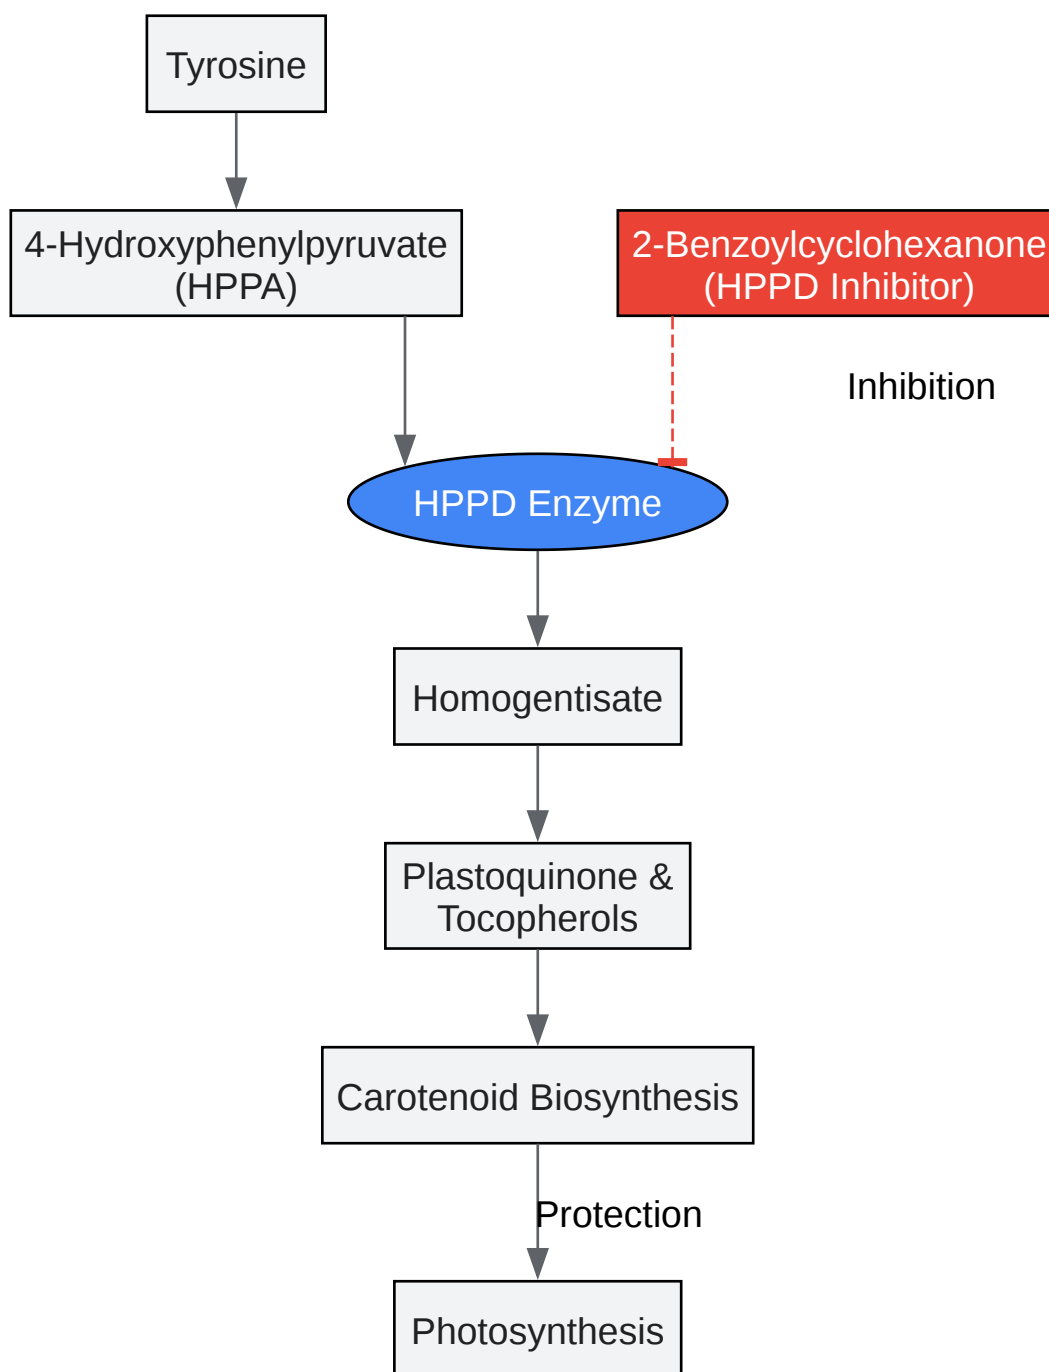 Tyrosine
4-Hydroxyphenylpyruvate
(HPPA)
2-Benzoylcyclohexanone
(HPPD Inhibitor)
Inhibition
HPPD Enzyme
Homogentisate
Plastoquinone &
Tocopherols
Carotenoid Biosynthesis
Protection
Photosynthesis